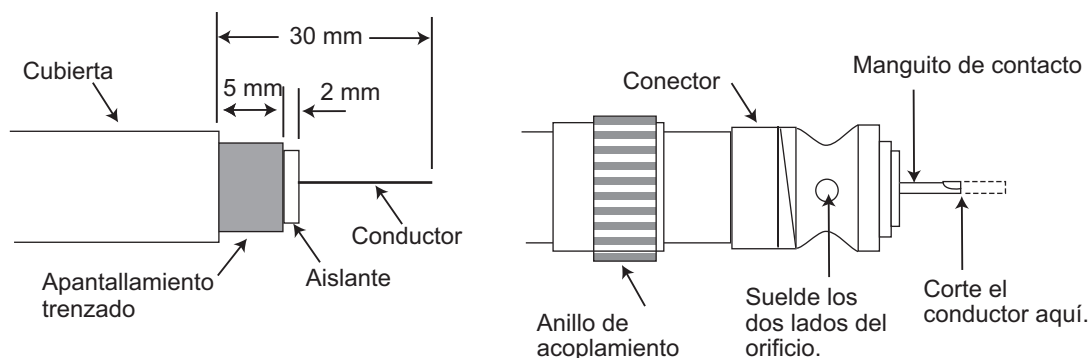 30 mm
Cubierta
5 mm
2 mm
Conductor
Aislante
Apantallamiento
trenzado
Conector
Manguito de contacto
Anillo de
acoplamiento
Suelde los
dos lados del
orificio.
Corte el
conductor aquí.